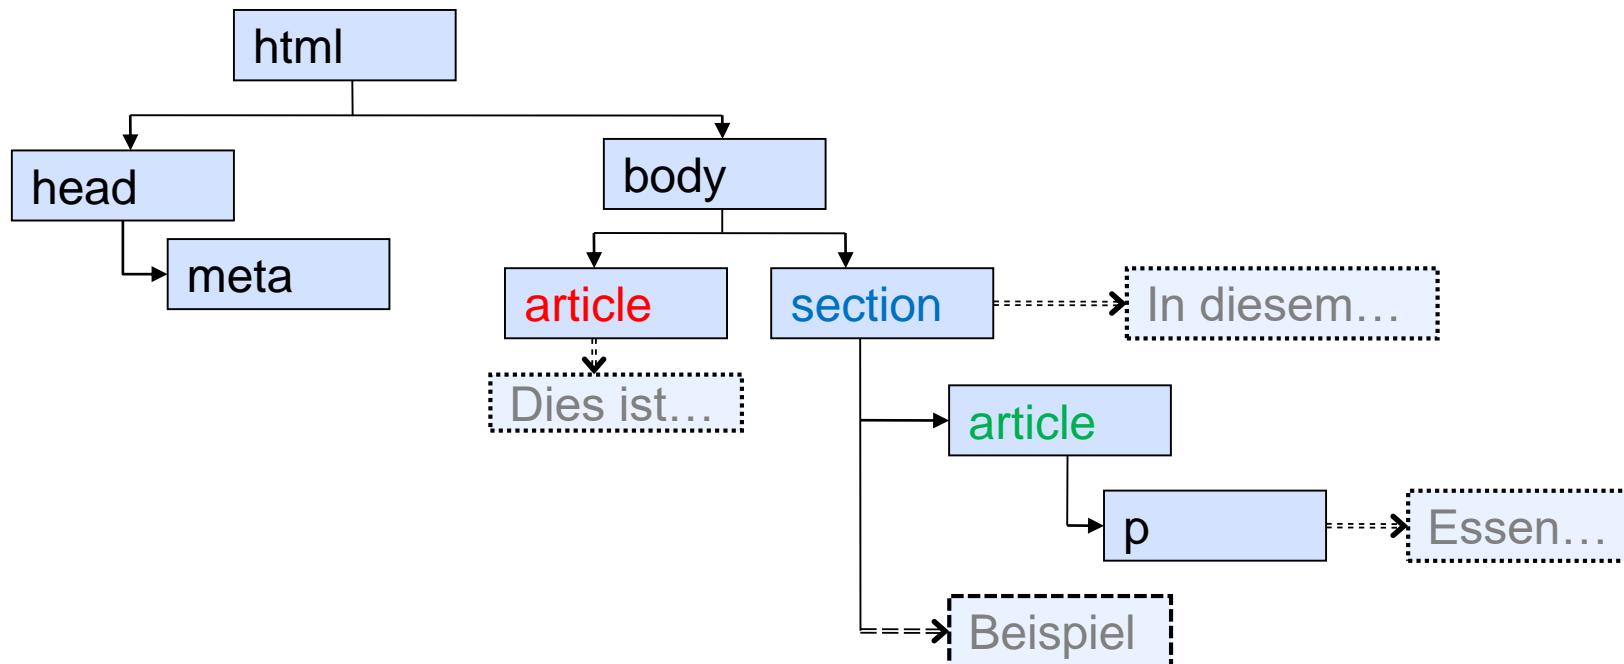 html
head
body
meta
article
section
In diesem…
Dies ist…
article
p
Essen…
Beispiel